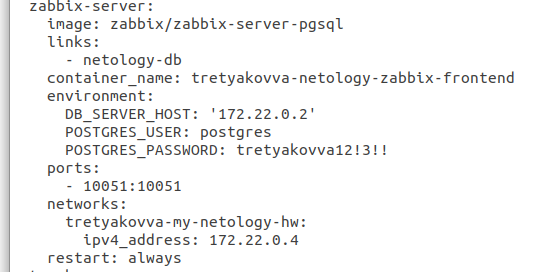 zabbix-server:
  image: zabbix/zabbix-server-pgsql
  links:
    - netology-db
  container_name: tretyakovva-netology-zabbix-frontend
  environment:
    DB_SERVER_HOST: '172.22.0.2'
    POSTGRES_USER: postgres
    POSTGRES_PASSWORD: tretyakovva12!3!!
  ports:
    - 10051:10051
  networks:
    tretyakovva-my-netology-hw:
      ipv4_address: 172.22.0.4
  restart: always